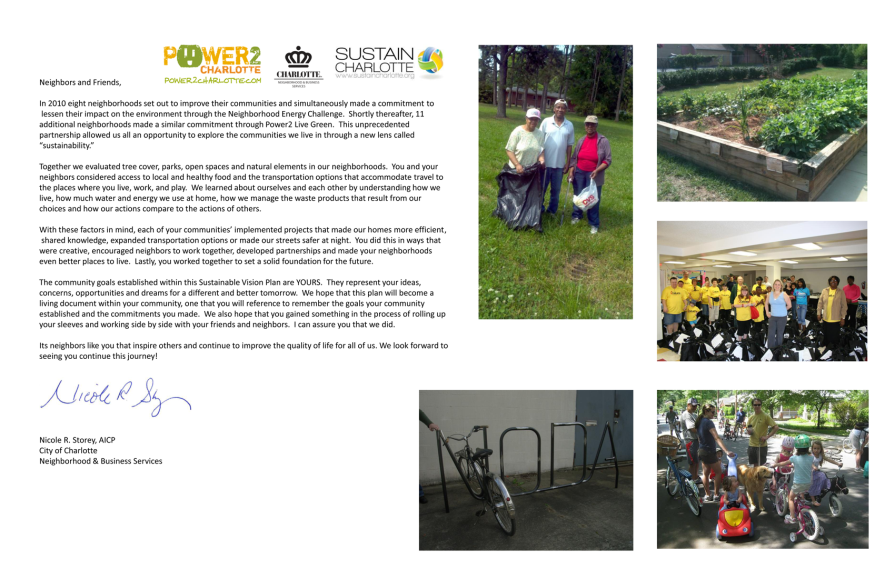 POWER2
CHARLOTTE
POWER2CHARLOTTE.COM
CHARLOTTE.
NEIGHBORHOOD & BUSINESS
SERVICES
SUSTAIN
CHARLOTTE
www.sustaincharlotte.org
Neighbors and Friends,
In 2010 eight neighborhoods set out to improve their communities and simultaneously made a commitment to
lessen their impact on the environment through the Neighborhood Energy Challenge. Shortly thereafter, 11
additional neighborhoods made a similar commitment through Power2 Live Green. This unprecedented
partnership allowed us all an opportunity to explore the communities we live in through a new lens called
"sustainability."
Together we evaluated tree cover, parks, open spaces and natural elements in our neighborhoods. You and your
neighbors considered access to local and healthy food and the transportation options that accommodate travel to
the places where you live, work, and play. We learned about ourselves and each other by understanding how we
live, how much water and energy we use at home, how we manage the waste products that result from our
choices and how our actions compare to the actions of others.
With these factors in mind, each of your communities' implemented projects that made our homes more efficient,
shared knowledge, expanded transportation options or made our streets safer at night. You did this in ways that
were creative, encouraged neighbors to work together, developed partnerships and made your neighborhoods
even better places to live. Lastly, you worked together to set a solid foundation for the future.
The community goals established within this Sustainable Vision Plan are YOURS. They represent your ideas,
concerns, opportunities and dreams for a different and better tomorrow. We hope that this plan will become a
living document within your community, one that you will reference to remember the goals your community
established and the commitments you made. We also hope that you gained something in the process of rolling up
your sleeves and working side by side with your friends and neighbors. I can assure you that we did.
Its neighbors like you that inspire others and continue to improve the quality of life for all of us. We look forward to
seeing you continue this journey!
Nicole R Sy
Nicole R. Storey, AICP
City of Charlotte
Neighborhood & Business Services